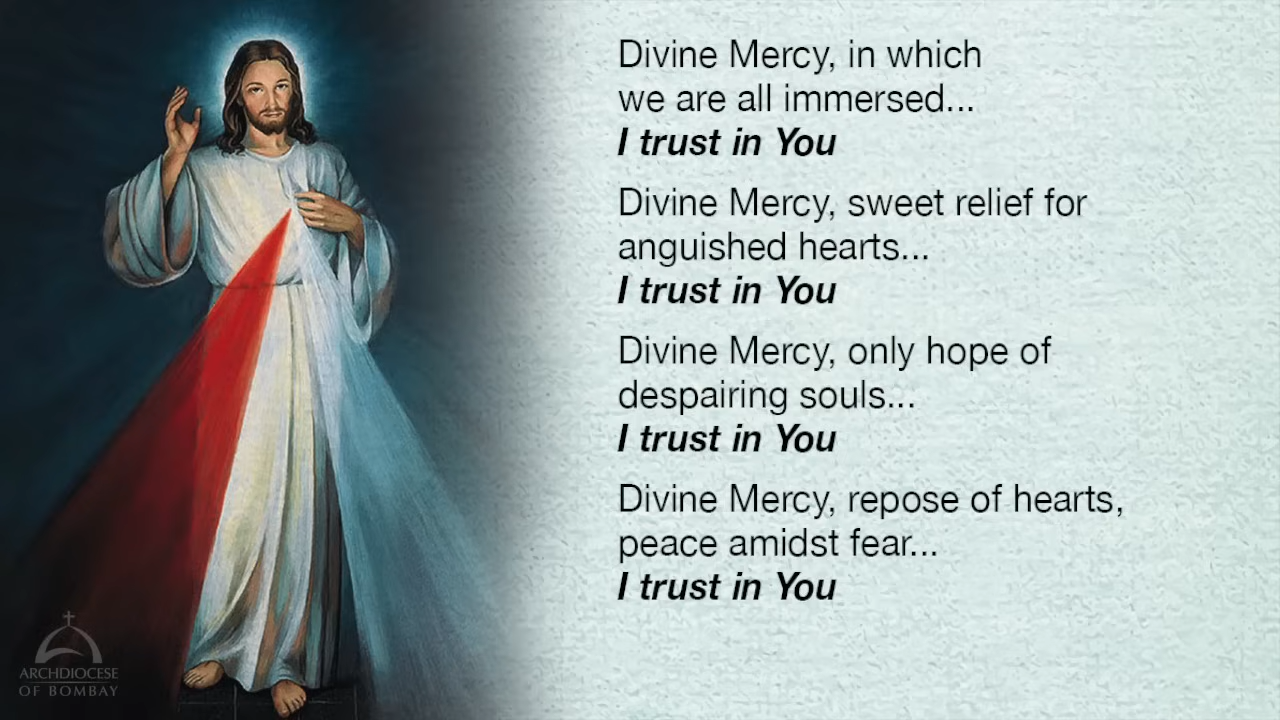 Divine Mercy, in which
we are all immersed...
I trust in You
Divine Mercy, sweet relief for
anguished hearts...
I trust in You
Divine Mercy, only hope of
despairing souls...
I trust in You
Divine Mercy, repose of hearts,
peace amidst fear...
I trust in You
ARCHDIOCESE
OF BOMBAY